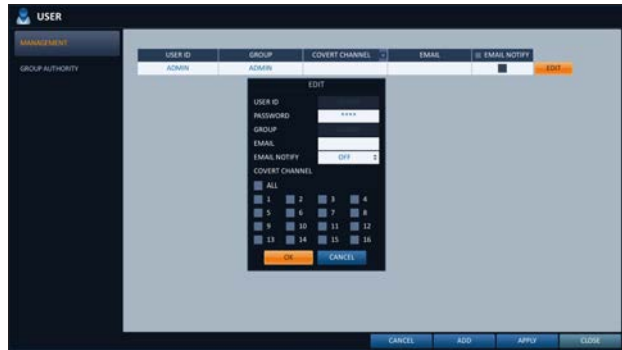 USER
MANAGEMENT
GROUP AUTHORITY
USER ID GROUP COVERT CHANNEL EMAIL EMAIL NOTIFY
ADMIN ADMIN EDIT
EDIT
USER ID
PASSWORD ****
GROUP
EMAIL
EMAIL NOTIFY OFF
COVERT CHANNEL
ALL
1 2 3 4
5 6 7 8
9 10 11 12
13 14 15 16
OK CANCEL
CANCEL ADD APPLY CLOSE